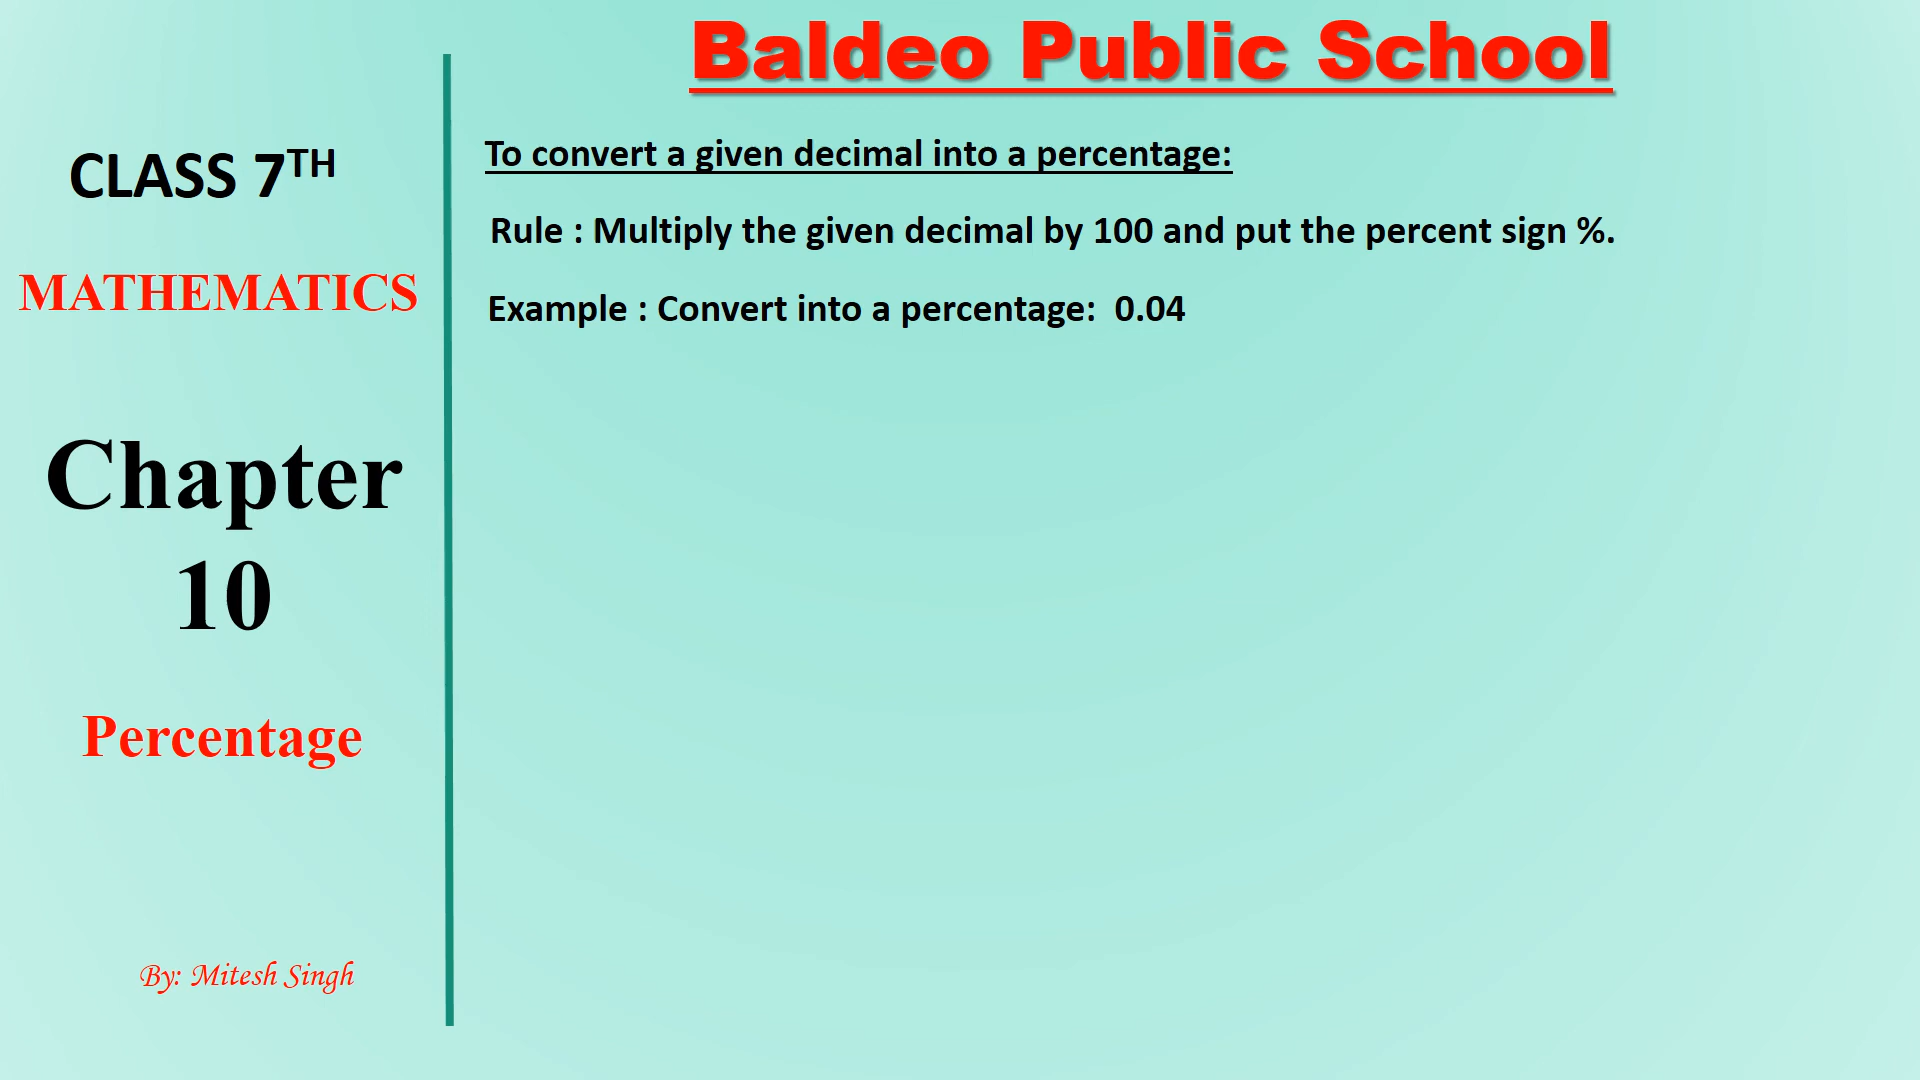 Baldeo Public School
CLASS 7TH
MATHEMATICS
Chapter
10
Percentage
By: Mitesh Singh
To convert a given decimal into a percentage:
Rule : Multiply the given decimal by 100 and put the percent sign %.
Example : Convert into a percentage: 0.04